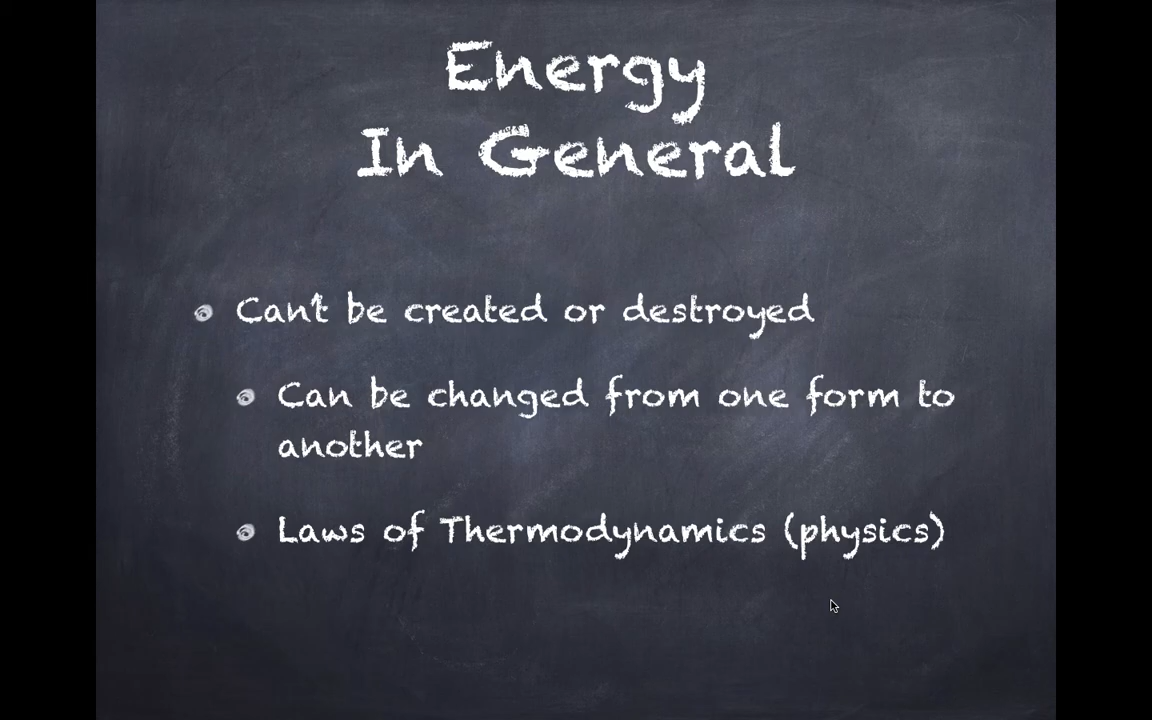 Energy
In General
Can't be created or destroyed
Can be changed from one form to
another
Laws of Thermodynamics (physics)